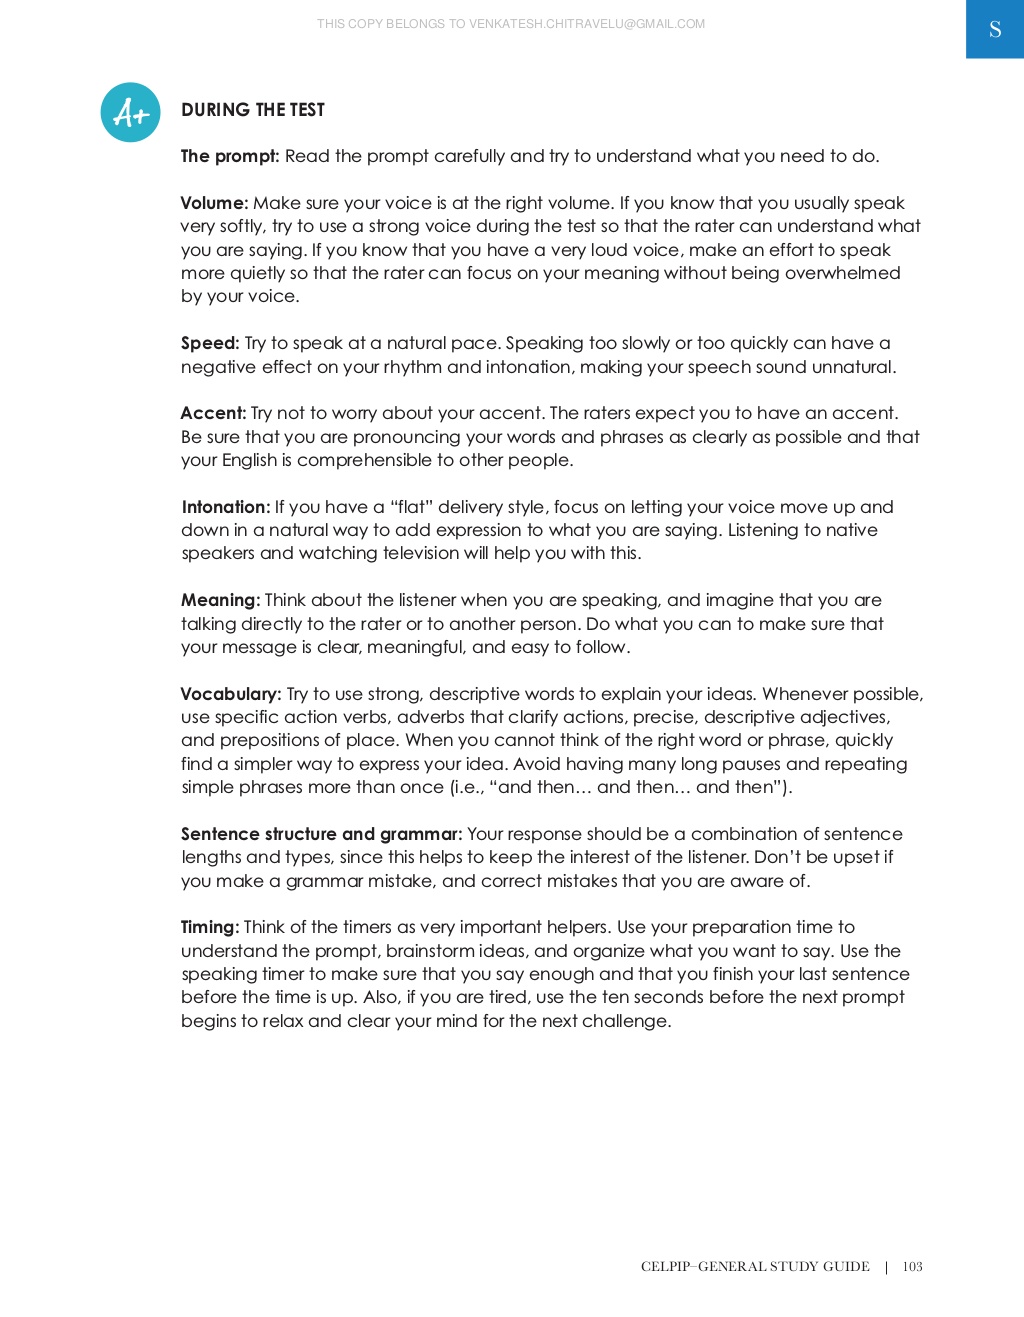 THIS COPY BELONGS TO VENKATESH.CHITRAVELU@GMAIL.COM
S
A+
DURING THE TEST
The prompt: Read the prompt carefully and try to understand what you need to do.
Volume: Make sure your voice is at the right volume. If you know that you usually speak
very softly, try to use a strong voice during the test so that the rater can understand what
you are saying. If you know that you have a very loud voice, make an effort to speak
more quietly so that the rater can focus on your meaning without being overwhelmed
by your voice.
Speed: Try to speak at a natural pace. Speaking too slowly or too quickly can have a
negative effect on your rhythm and intonation, making your speech sound unnatural.
Accent: Try not to worry about your accent. The raters expect you to have an accent.
Be sure that you are pronouncing your words and phrases as clearly as possible and that
your English is comprehensible to other people.
Intonation: If you have a “flat” delivery style, focus on letting your voice move up and
down in a natural way to add expression to what you are saying. Listening to native
speakers and watching television will help you with this.
Meaning: Think about the listener when you are speaking, and imagine that you are
talking directly to the rater or to another person. Do what you can to make sure that
your message is clear, meaningful, and easy to follow.
Vocabulary: Try to use strong, descriptive words to explain your ideas. Whenever possible,
use specific action verbs, adverbs that clarify actions, precise, descriptive adjectives,
and prepositions of place. When you cannot think of the right word or phrase, quickly
find a simpler way to express your idea. Avoid having many long pauses and repeating
simple phrases more than once (i.e., “and then… and then… and then”).
Sentence structure and grammar: Your response should be a combination of sentence
lengths and types, since this helps to keep the interest of the listener. Don’t be upset if
you make a grammar mistake, and correct mistakes that you are aware of.
Timing: Think of the timers as very important helpers. Use your preparation time to
understand the prompt, brainstorm ideas, and organize what you want to say. Use the
speaking timer to make sure that you say enough and that you finish your last sentence
before the time is up. Also, if you are tired, use the ten seconds before the next prompt
begins to relax and clear your mind for the next challenge.
CELPIP–GENERAL STUDY GUIDE | 103